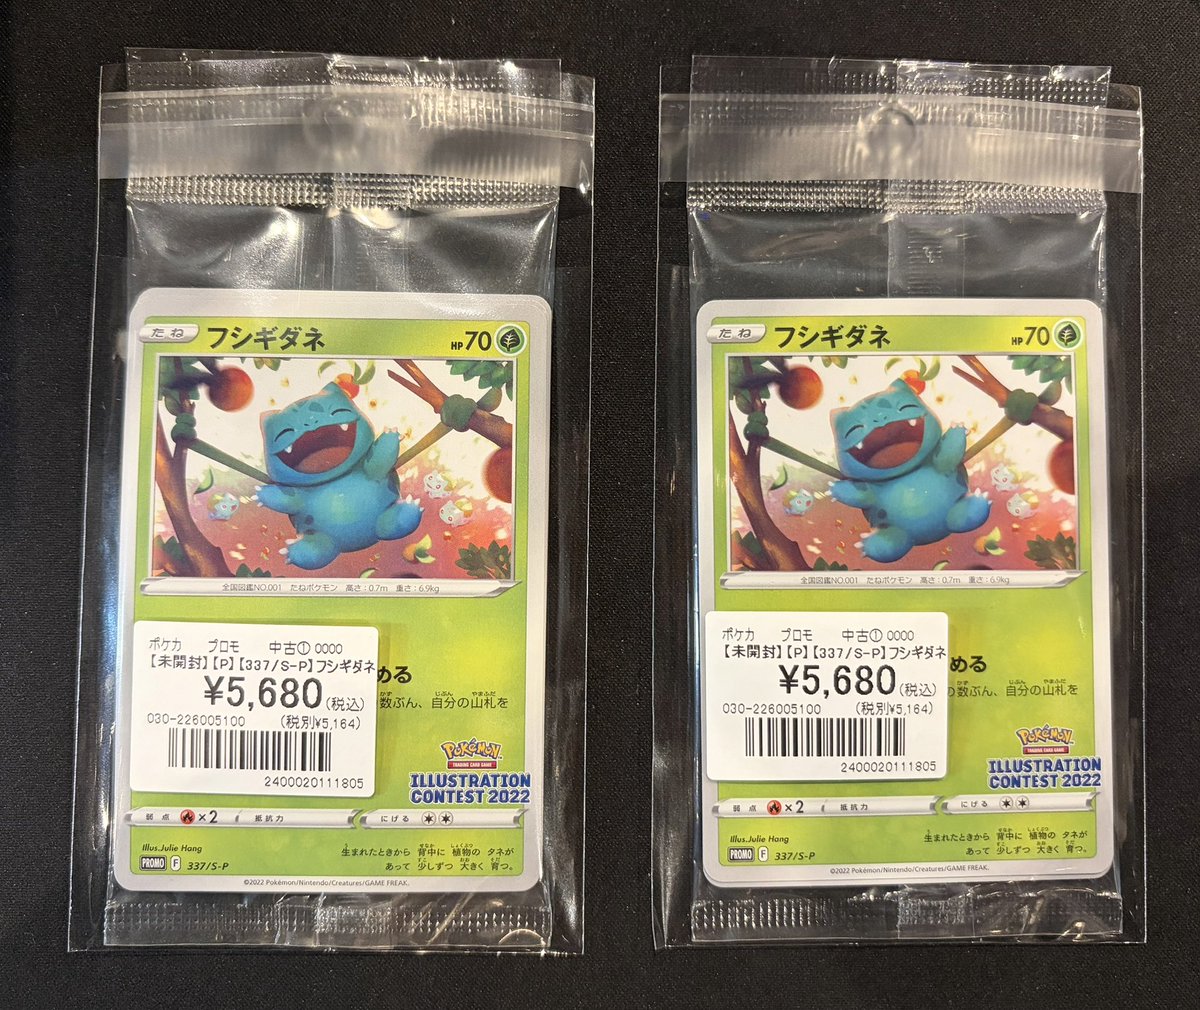 たね フシギダネ HP70
全国図鑑NO.001 たねポケモン 高さ:0.7m 重さ:6.9kg
ポケカ プロモ 中古① 0000
【未開封】【P】【337/S-P】フシギダネ
¥5,680(税込)
030-226005100 (税別¥5,164)
2400020111805
める
数ぶん、自分の山札を
Pokémon
TRADING CARD GAME
ILLUSTRATION
CONTEST 2022
弱点 ×2 抵抗力 にげる
Illus.Julie Hang
PROMO F 337/S-P
生まれたときから 背中に 植物の タネが
あって 少しずつ 大きく 育つ。
©2022 Pokémon/Nintendo/Creatures/GAME FREAK.
たね フシギダネ HP70
全国図鑑NO.001 たねポケモン 高さ:0.7m 重さ:6.9kg
ポケカ プロモ 中古① 0000
【未開封】【P】【337/S-P】フシギダネ
¥5,680(税込)
030-226005100 (税別¥5,164)
2400020111805
める
の数ぶん、自分の山札を
Pokémon
TRADING CARD GAME
ILLUSTRATION
CONTEST 2022
弱点 ×2 抵抗力 にげる
Illus.Julie Hang
PROMO F 337/S-P
生まれたときから 背中に 植物の タネが
あって 少しずつ 大きく 育つ。
©2022 Pokémon/Nintendo/Creatures/GAME FREAK.